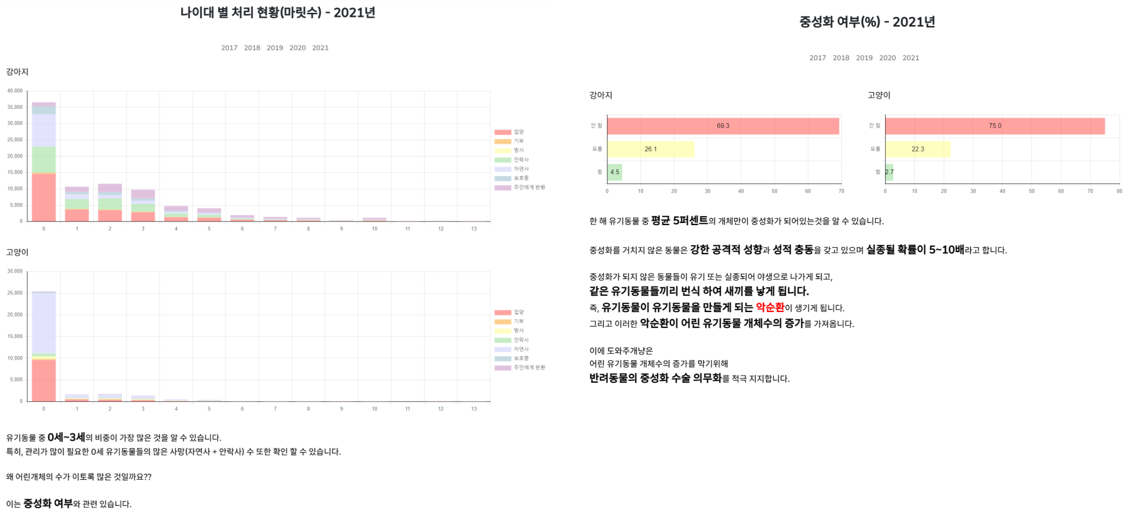 나이대 별 처리 현황(마릿수) - 2021년
2017 2018 2019 2020 2021
강아지
40,000
35,000
30,000
25,000
20,000
15,000
10,000
5,000
0
0 1 2 3 4 5 6 7 8 9 10 11 12 13
입양
기부
방사
안락사
자연사
보호중
주인에게 반환
고양이
30,000
25,000
20,000
15,000
10,000
5,000
0
0 1 2 3 4 5 6 7 8 9 10 11 12 13
입양
기부
방사
안락사
자연사
보호중
주인에게 반환
유기동물 중 0세~3세의 비중이 가장 많은 것을 알 수 있습니다.
특히, 관리가 많이 필요한 0세 유기동물들의 많은 사망(자연사 + 안락사) 수 또한 확인 할 수 있습니다.
왜 어린개체의 수가 이토록 많은 것일까요??
이는 중성화 여부와 관련 있습니다.
중성화 여부(%) - 2021년
2017 2018 2019 2020 2021
강아지
안 함 69.3
모름 26.1
함 4.5
0 10 20 30 40 50 60 70
고양이
안 함 75.0
모름 22.3
함 2.7
0 10 20 30 40 50 60 70 80
한 해 유기동물 중 평균 5퍼센트의 개체만이 중성화가 되어있는것을 알 수 있습니다.
중성화를 거치지 않은 동물은 강한 공격적 성향과 성적 충동을 갖고 있으며 실종될 확률이 5~10배라고 합니다.
중성화가 되지 않은 동물들이 유기 또는 실종되어 야생으로 나가게 되고,
같은 유기동물들끼리 번식 하여 새끼를 낳게 됩니다.
즉, 유기동물이 유기동물을 만들게 되는 악순환이 생기게 됩니다.
그리고 이러한 악순환이 어린 유기동물 개체수의 증가를 가져옵니다.
이에 도와주개냥은
어린 유기동물 개체수의 증가를 막기위해
반려동물의 중성화 수술 의무화를 적극 지지합니다.